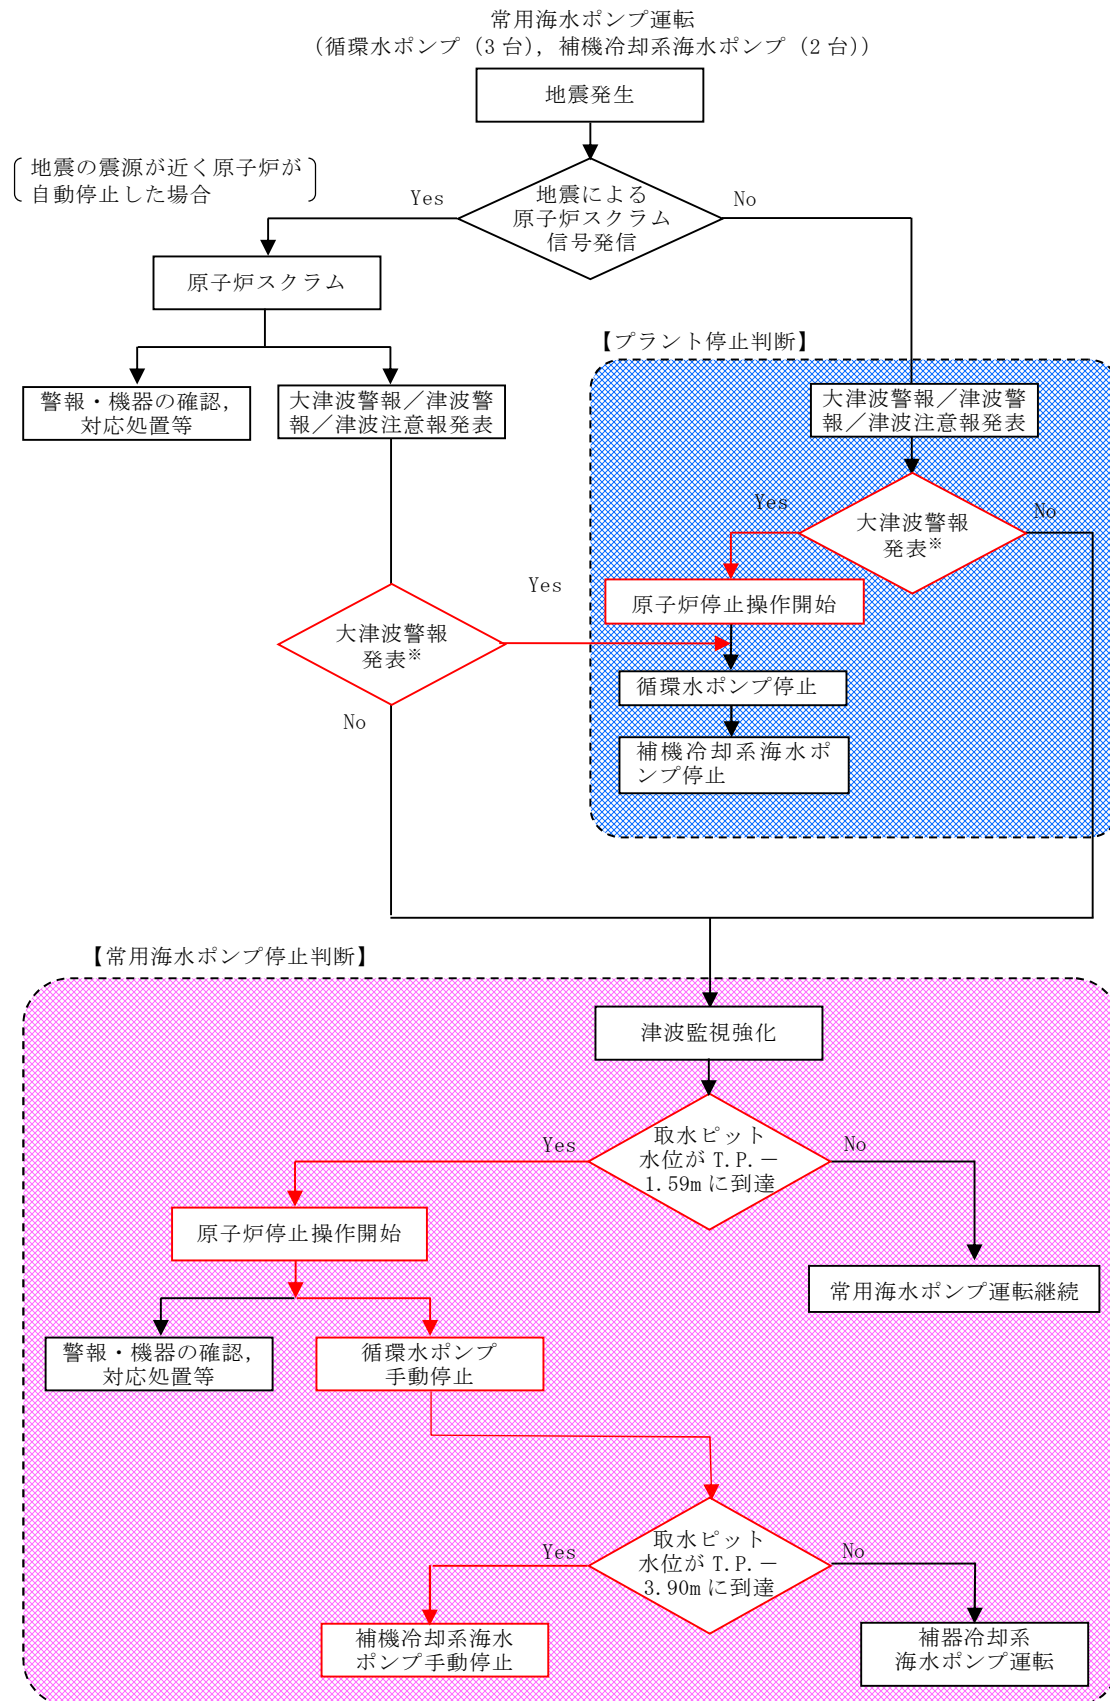 常用海水ポンプ運転
（循環水ポンプ（3台），補機冷却系海水ポンプ（2台））
地震発生
地震の震源が近く原子炉が
自動停止した場合
Yes
地震による
原子炉スクラム
信号発信
No
原子炉スクラム
【プラント停止判断】
警報・機器の確認，
対応処置等
大津波警報／津波警
報／津波注意報発表
大津波警報／津波警
報／津波注意報発表
Yes
大津波警報
発表※
No
原子炉停止操作開始
Yes
大津波警報
発表※
No
循環水ポンプ停止
補機冷却系海水ポ
ンプ停止
【常用海水ポンプ停止判断】
津波監視強化
Yes
取水ピット
水位が T.P.－
1.59m に到達
No
原子炉停止操作開始
常用海水ポンプ運転継続
警報・機器の確認，
対応処置等
循環水ポンプ
手動停止
Yes
取水ピット
水位が T.P.－
3.90m に到達
No
補機冷却系海水
ポンプ手動停止
補器冷却系
海水ポンプ運転